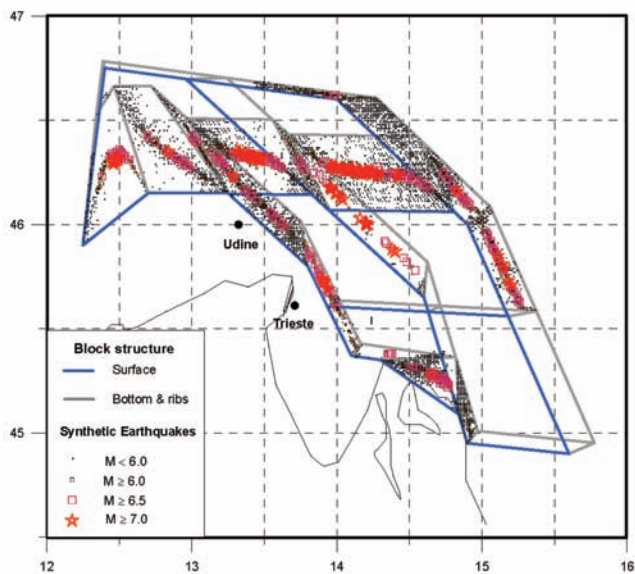 47
46
45
Udine
Trieste
Block structure
Surface
Bottom & ribs
Synthetic Earthquakes
M < 6.0
M ≥ 6.0
M ≥ 6.5
M ≥ 7.0
12
13
14
15
16